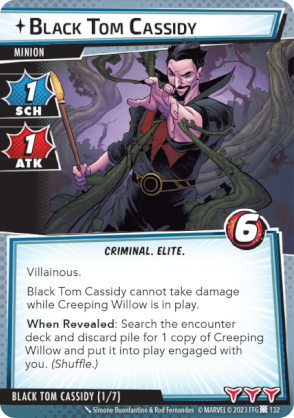 BLACK TOM CASSIDY
MINION
1
SCH
1
ATK
6
CRIMINAL. ELITE.
Villainous.
Black Tom Cassidy cannot take damage
while Creeping Willow is in play.
When Revealed: Search the encounter
deck and discard pile for 1 copy of Creeping
Willow and put it into play engaged with
you. (Shuffle.)
BLACK TOM CASSIDY (1/7)
Simone Buonfantino & Rod Fernandes © MARVEL © 2023 FFG 132